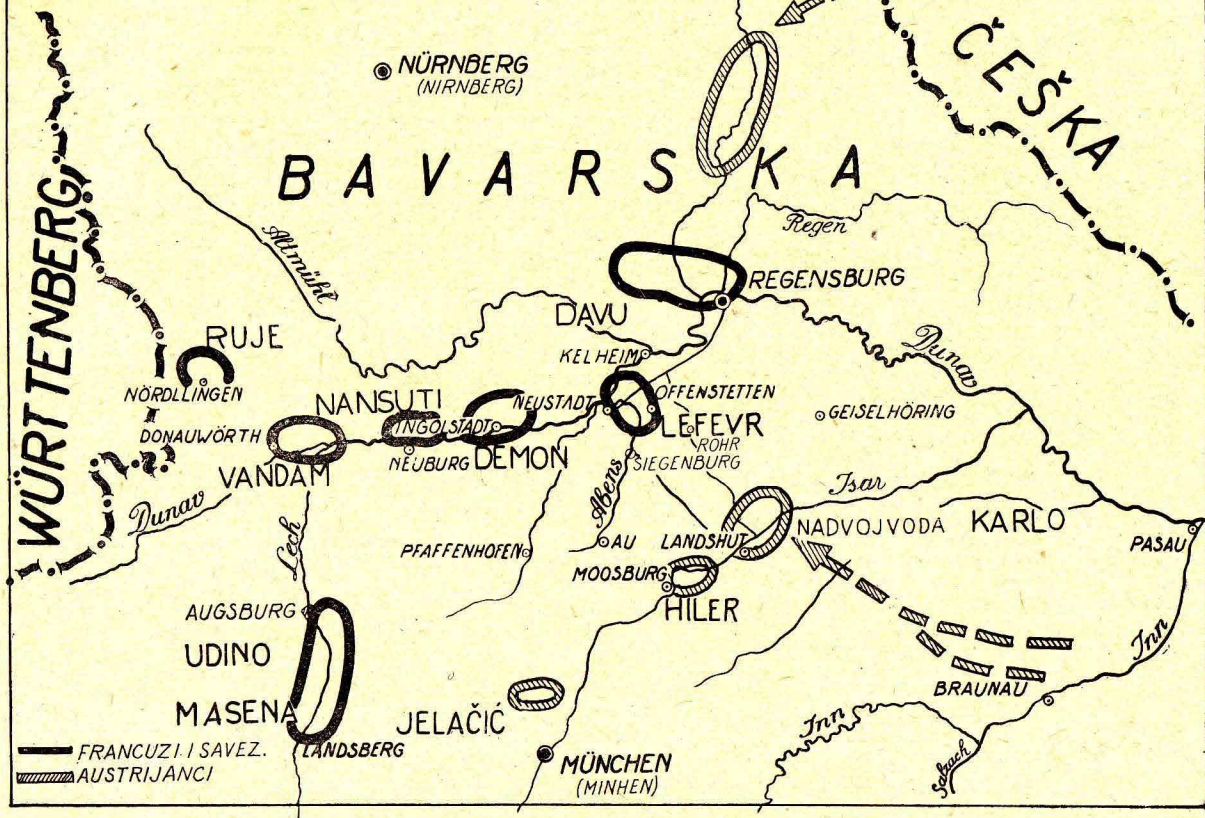 NÜRNBERG
(NIRNBERG)
ČEŠKA
BAVARSKA
WÜRTTENBERG
Altmühl
Regen
REGENSBURG
DAVU
Dunav
RUJE
KELHEIM
NÖRDLLINGEN
NANSUTI
NEUSTADT
OFFENSTETTEN
GEISELHÖRING
DONAUWÖRTH
INGOLSTADT
LEFEVR
ROHR
VANDAM
NEUBURG
DEMON
SIEGENBURG
Dunav
Lech
Abens
Isar
PFAFFENHOFEN
AU
LANDSHUT
NADVOJVODA KARLO
PASAU
MOOSBURG
HILER
AUGSBURG
UDINO
Inn
MASENA
JELAČIĆ
BRAUNAU
LANDSBERG
Inn
Salzach
MÜNCHEN
(MINHEN)
FRANCUZI I SAVEZ.
AUSTRIJANCI